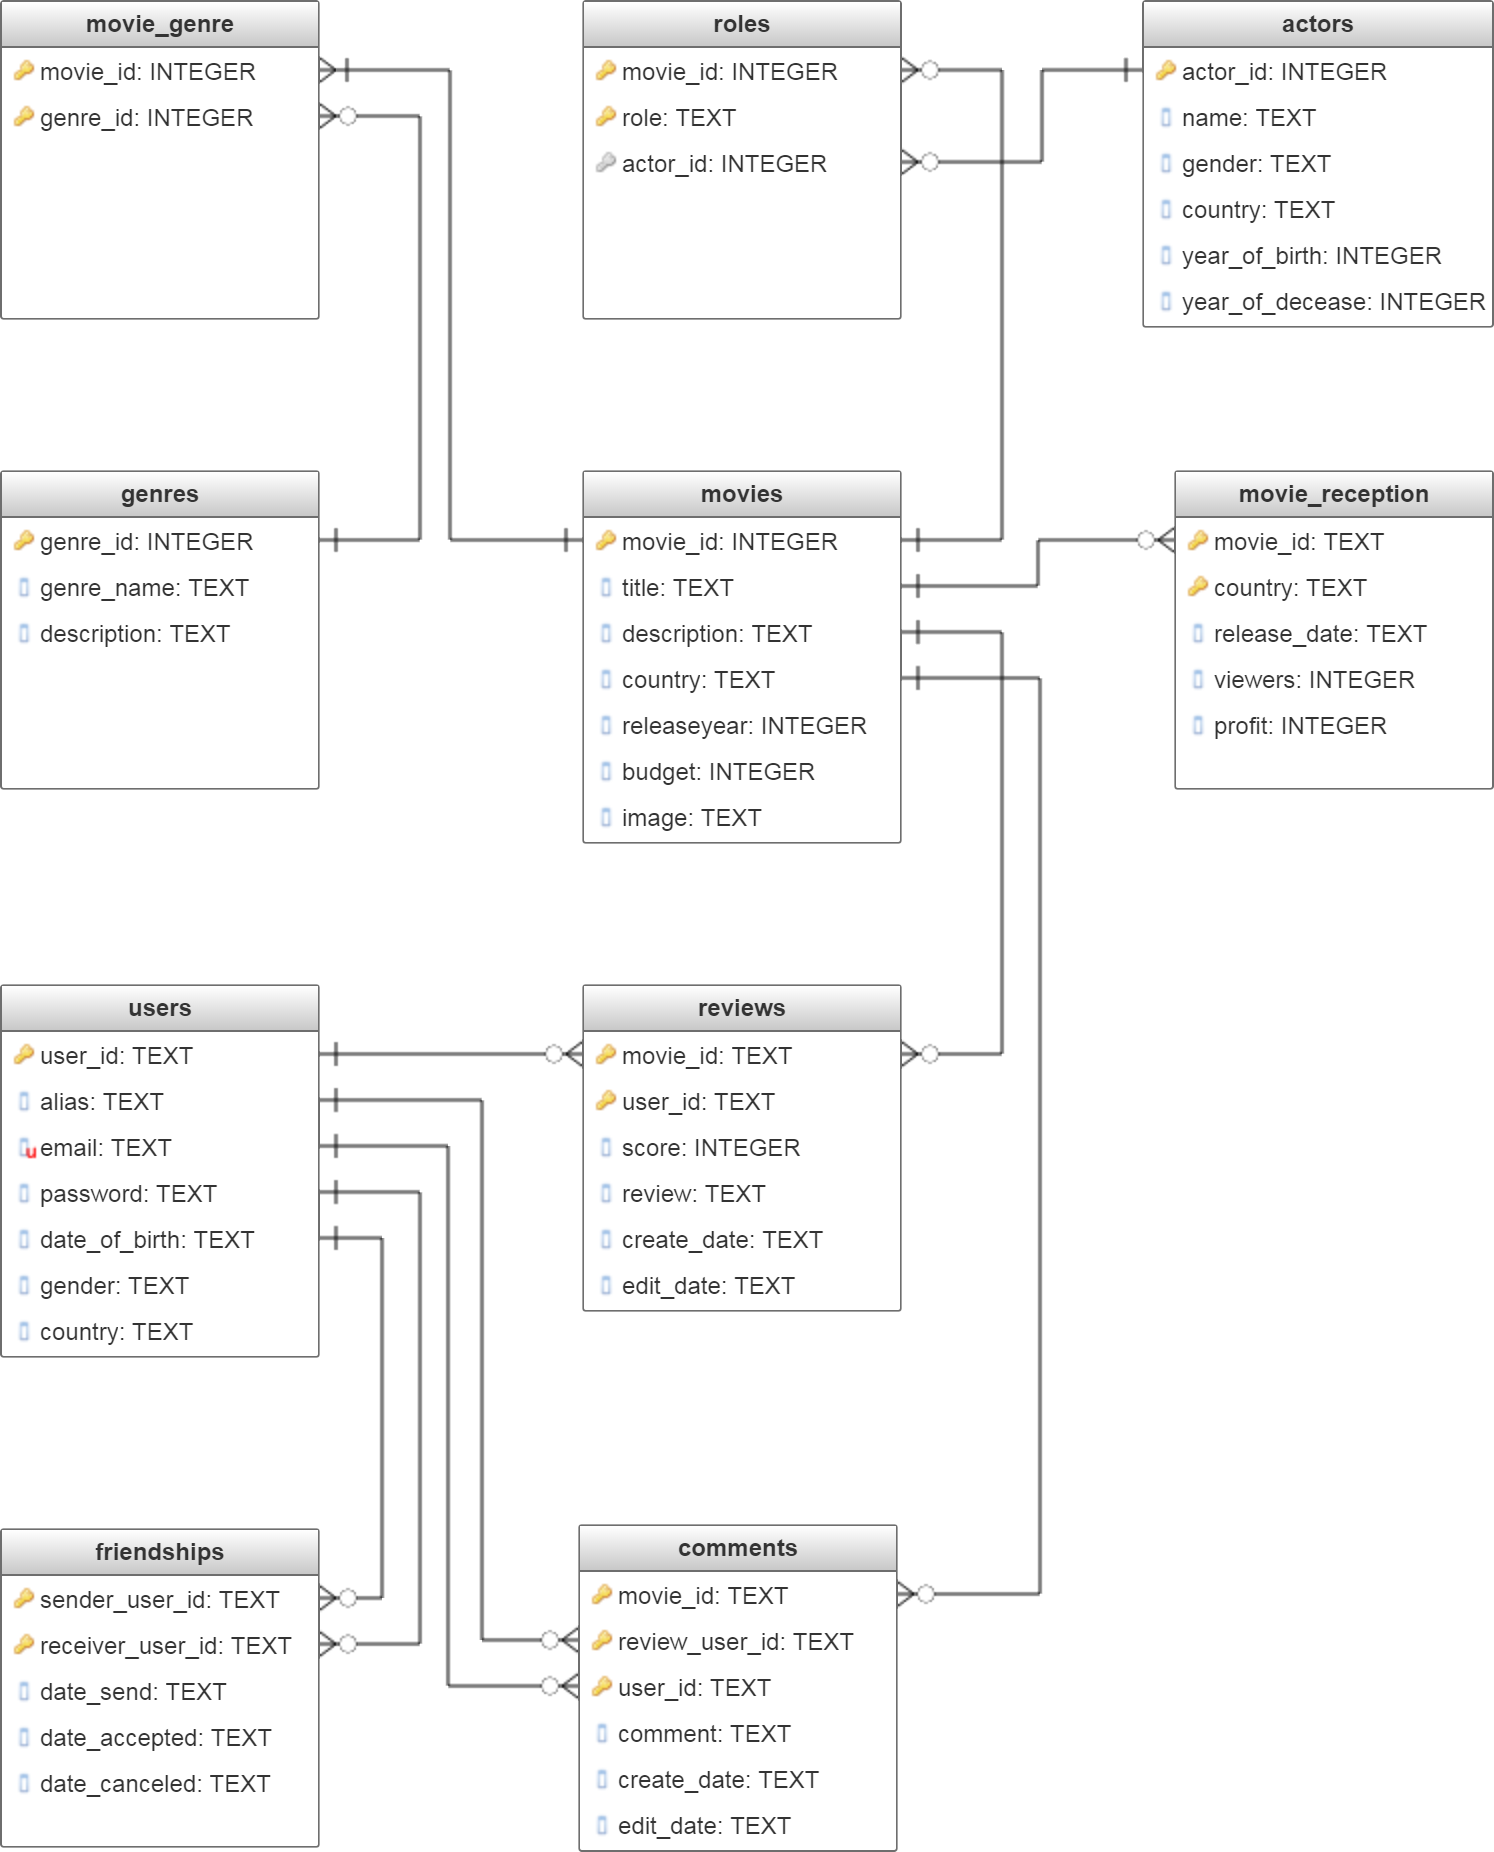 movie_genre
movie_id: INTEGER
genre_id: INTEGER
roles
movie_id: INTEGER
role: TEXT
actor_id: INTEGER
actors
actor_id: INTEGER
name: TEXT
gender: TEXT
country: TEXT
year_of_birth: INTEGER
year_of_decease: INTEGER
genres
genre_id: INTEGER
genre_name: TEXT
description: TEXT
movies
movie_id: INTEGER
title: TEXT
description: TEXT
country: TEXT
releaseyear: INTEGER
budget: INTEGER
image: TEXT
movie_reception
movie_id: TEXT
country: TEXT
release_date: TEXT
viewers: INTEGER
profit: INTEGER
users
user_id: TEXT
alias: TEXT
u email: TEXT
password: TEXT
date_of_birth: TEXT
gender: TEXT
country: TEXT
reviews
movie_id: TEXT
user_id: TEXT
score: INTEGER
review: TEXT
create_date: TEXT
edit_date: TEXT
friendships
sender_user_id: TEXT
receiver_user_id: TEXT
date_send: TEXT
date_accepted: TEXT
date_canceled: TEXT
comments
movie_id: TEXT
review_user_id: TEXT
user_id: TEXT
comment: TEXT
create_date: TEXT
edit_date: TEXT